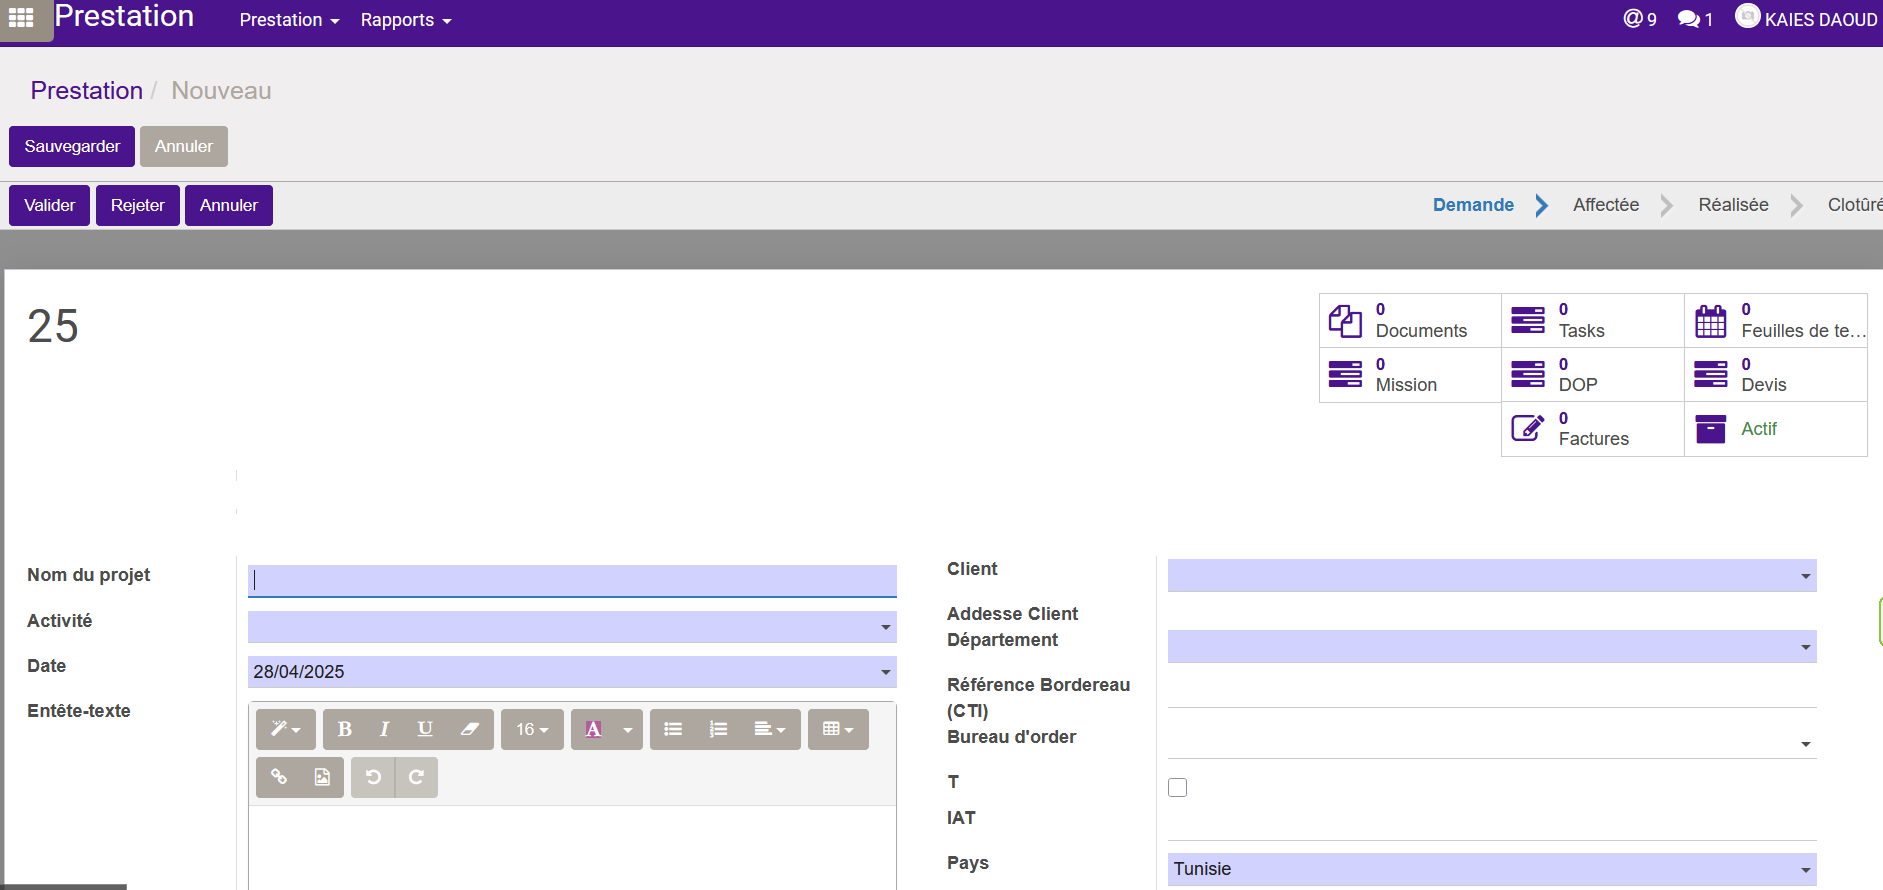 Prestation Prestation Rapports @ 9 1 KAIES DAOUD
Prestation / Nouveau
Sauvegarder Annuler
Valider Rejeter Annuler Demande Affectée Réalisée Clotûré
25
0 Documents
0 Tasks
0 Feuilles de te...
0 Mission
0 DOP
0 Devis
0 Factures
Actif
Nom du projet
Activité
Date 28/04/2025
Entête-texte
B I U 16 A
Client
Addesse Client
Département
Référence Bordereau
(CTI)
Bureau d'order
T
IAT
Pays Tunisie